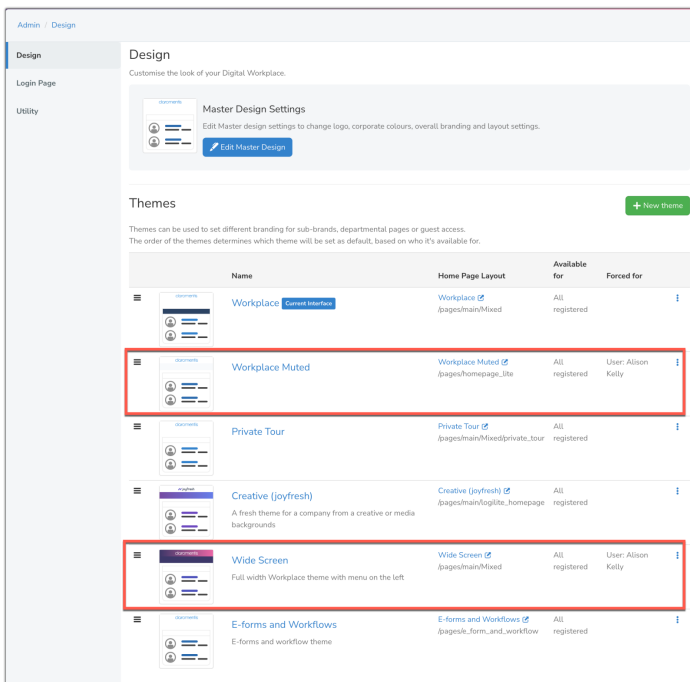 Admin / Design
Design
Login Page
Utility
Design
Customise the look of your Digital Workplace.
claromentis
Master Design Settings
Edit Master design settings to change logo, corporate colours, overall branding and layout settings.
Edit Master Design
Themes
+ New theme
Themes can be used to set different branding for sub-brands, departmental pages or guest access.
The order of the themes determines which theme will be set as default, based on who it's available for.
Name
Home Page Layout
Available
for
Forced for
claromentis
Workplace Current Interface
Workplace
/pages/main/Mixed
All
registered
claromentis
Workplace Muted
Workplace Muted
/pages/homepage_lite
All
registered
User: Alison
Kelly
claromentis
Private Tour
Private Tour
/pages/main/Mixed/private_tour
All
registered
joyfresh
Creative (joyfresh)
A fresh theme for a company from a creative or media
backgrounds
Creative (joyfresh)
/pages/main/logilite_homepage
All
registered
claromentis
Wide Screen
Full width Workplace theme with menu on the left
Wide Screen
/pages/main/Mixed
All
registered
User: Alison
Kelly
claromentis
E-forms and Workflows
E-forms and workflow theme
E-forms and Workflows
/pages/e_form_and_workflow
All
registered